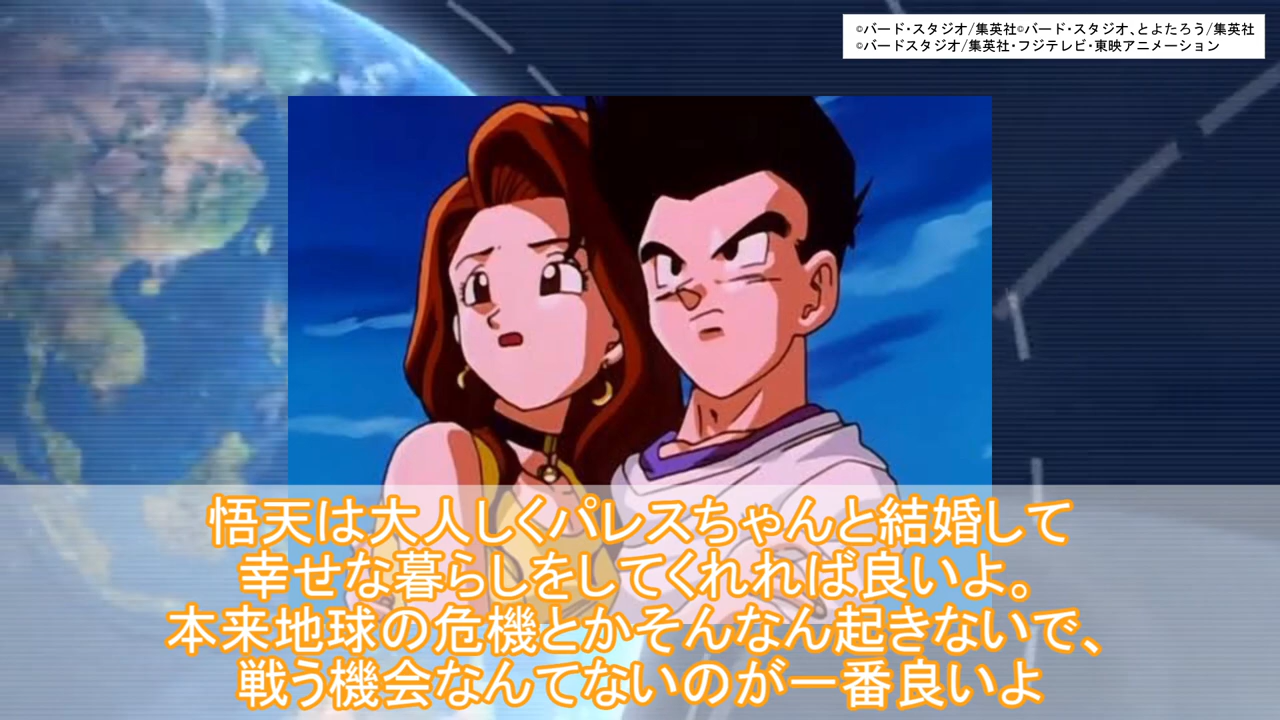 ©バード・スタジオ/集英社©バード・スタジオ、とよたろう/集英社
©バードスタジオ/集英社・フジテレビ・東映アニメーション
悟天は大人しくパレスちゃんと結婚して
幸せな暮らしをしてくれれば良いよ。
本来地球の危機とかそんなん起きないで、
戦う機会なんてないのが一番良いよ